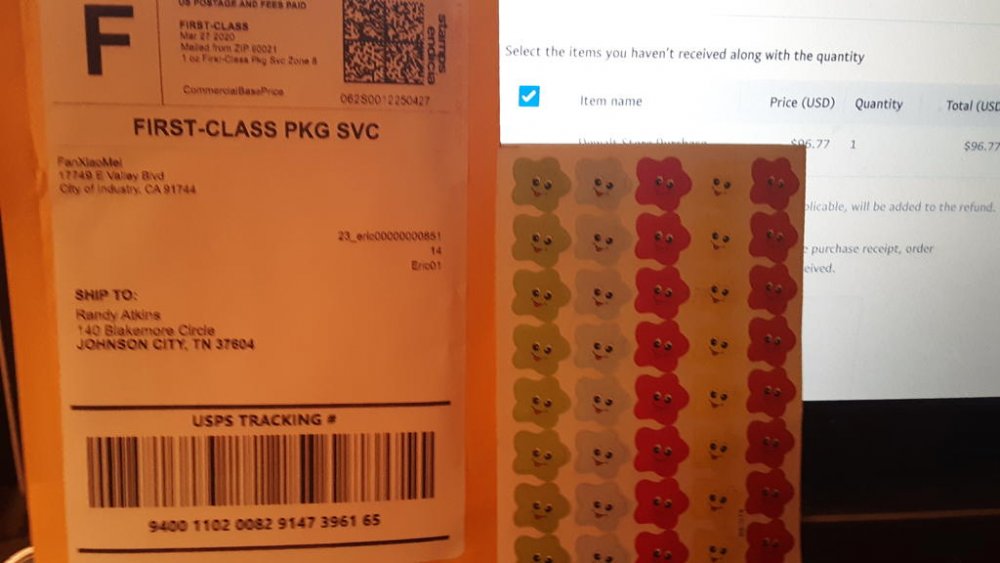 F
US POSTAGE AND FEES PAID
FIRST-CLASS
Mar 27 2020
Mailed from ZIP 60021
1 oz First-Class Pkg Svc Zone 8
CommercialBasePrice
stamps
endicia
062S0012250427
FIRST-CLASS PKG SVC
FanXiaoMei
17749 E Valley Blvd
City of Industry, CA 91744
23_eric00000000851
14
Eric01
SHIP TO:
Randy Atkins
140 Blakemore Circle
JOHNSON CITY, TN 37604
USPS TRACKING #
9400 1102 0082 9147 3961 65
Select the items you haven't received along with the quantity
Item name Price (USD) Quantity Total (USD
$96.77 1 $96.77
plicable, will be added to the refund.
purchase receipt, order
eived.